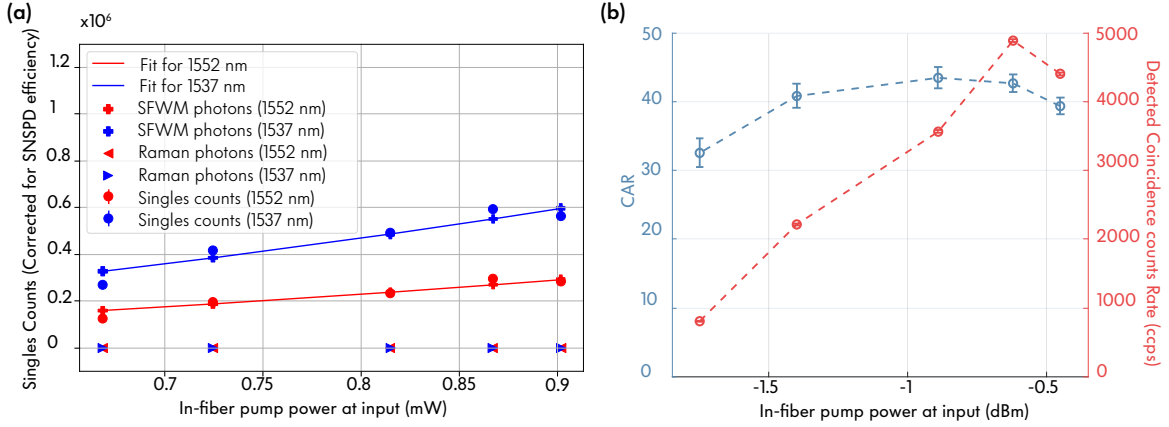 (a)
x10⁶
Singles Counts (Corrected for SNSPD efficiency)
1.2
1
0.8
0.6
0.4
0.2
0
Fit for 1552 nm
Fit for 1537 nm
SFWM photons (1552 nm)
SFWM photons (1537 nm)
Raman photons (1552 nm)
Raman photons (1537 nm)
Singles counts (1552 nm)
Singles counts (1537 nm)
0.7 0.75 0.8 0.85 0.9
In-fiber pump power at input (mW)
(b)
CAR
50
40
30
20
10
0
5000
4000
3000
2000
1000
0
Detected Coincidence counts
Rate (ccps)
-1.5 -1 -0.5
In-fiber pump power at input (dBm)